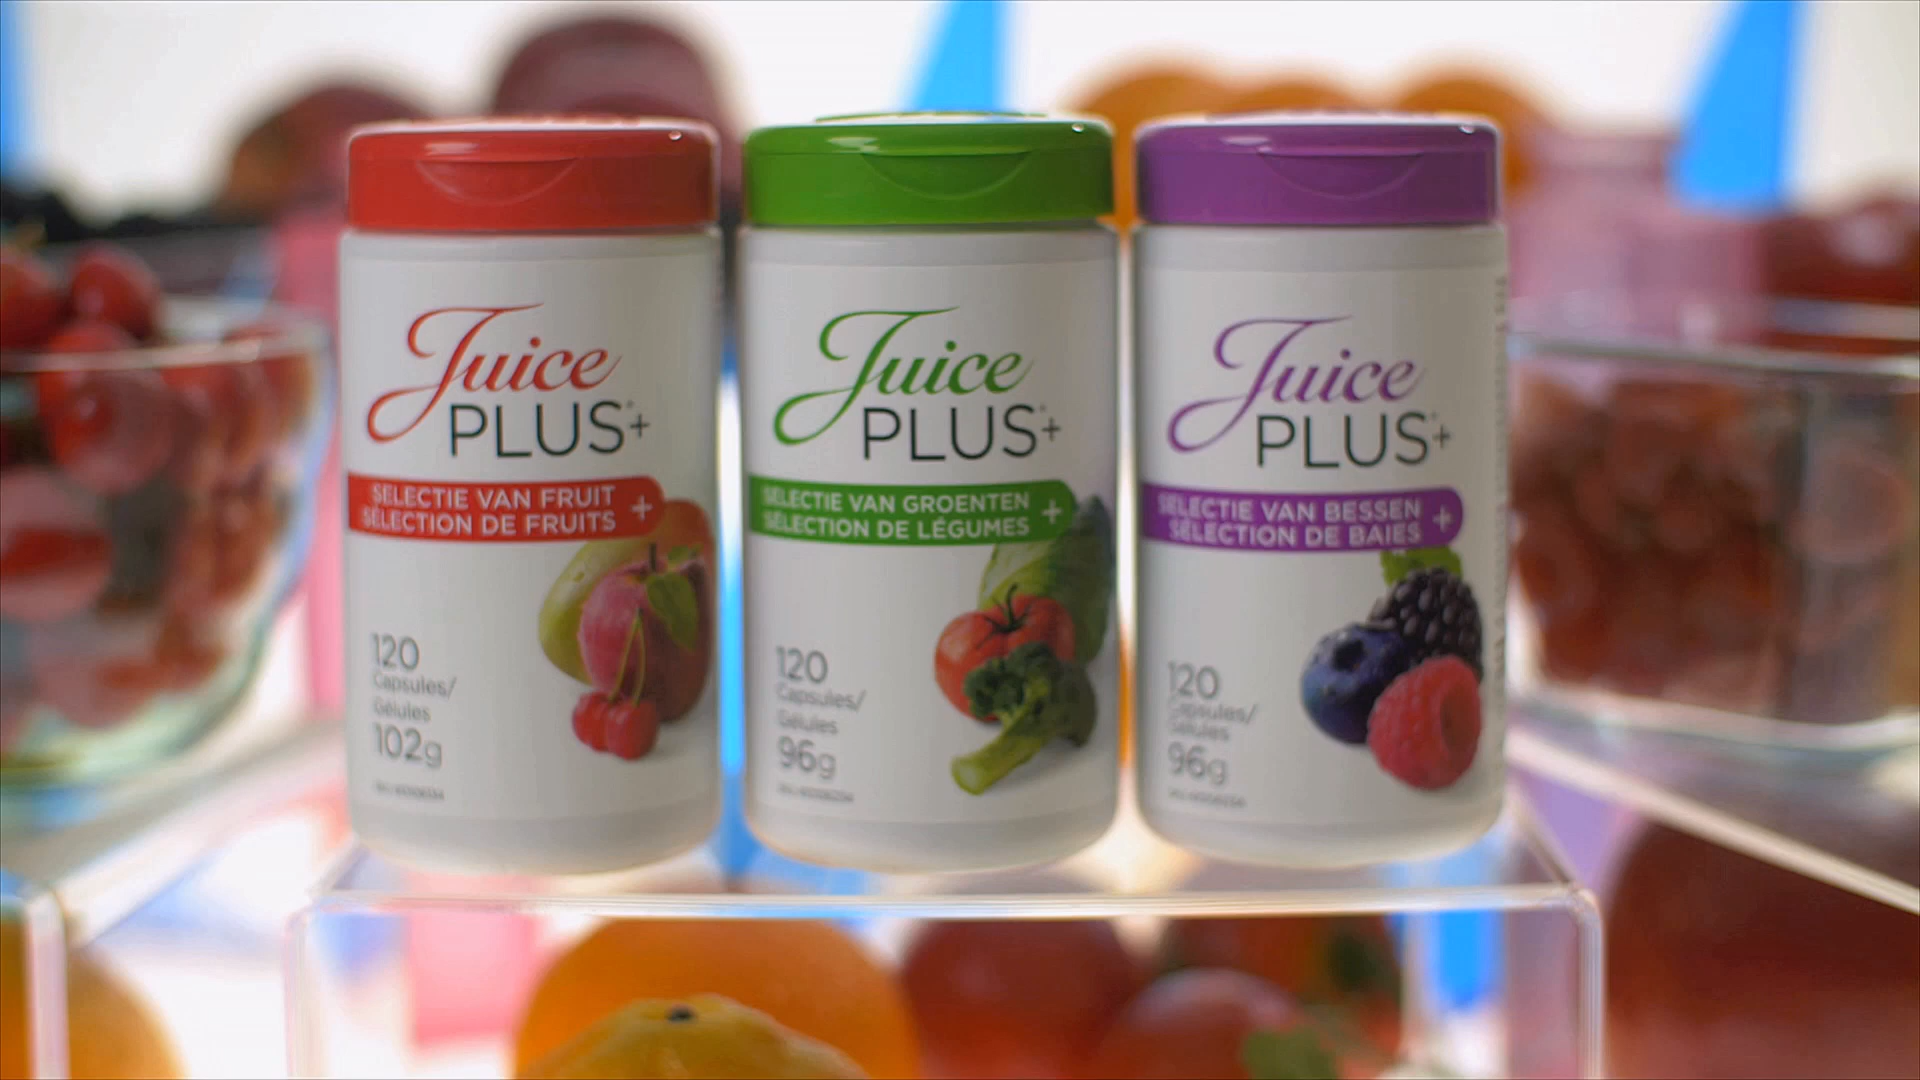 Juice
PLUS+
SELECTIE VAN FRUIT +
SÉLECTION DE FRUITS
120
Capsules/
Gélules
102g
Juice
PLUS+
SELECTIE VAN GROENTEN +
SÉLECTION DE LÉGUMES
120
Capsules/
Gélules
96g
Juice
PLUS+
SELECTIE VAN BESSEN +
SÉLECTION DE BAIES
120
Capsules/
Gélules
96g